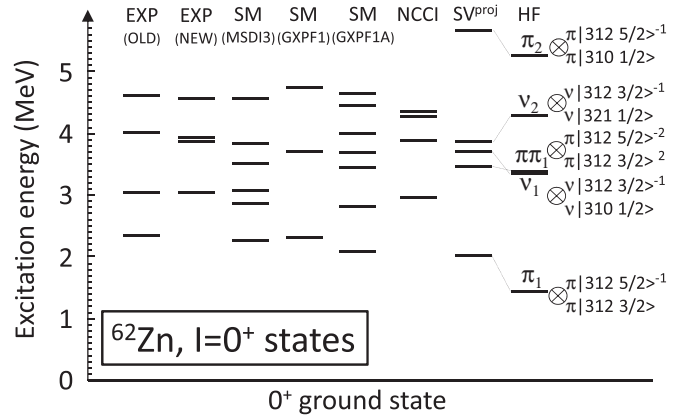 EXP EXP SM SM SM NCCI SVproj HF
(OLD) (NEW) (MSDI3) (GXPF1) (GXPF1A)
π2 ⊗ π|312 5/2>-1
π|310 1/2>
5
ν2 ⊗ ν|312 3/2>-1
ν|321 1/2>
4
ππ1 ⊗ π|312 5/2>-2
π|312 3/2> 2
ν1 ⊗ ν|312 3/2>-1
ν|310 1/2>
3
2
π1 ⊗ π|312 5/2>-1
π|312 3/2>
1
62Zn, I=0+ states
0
0+ ground state
Excitation energy (MeV)